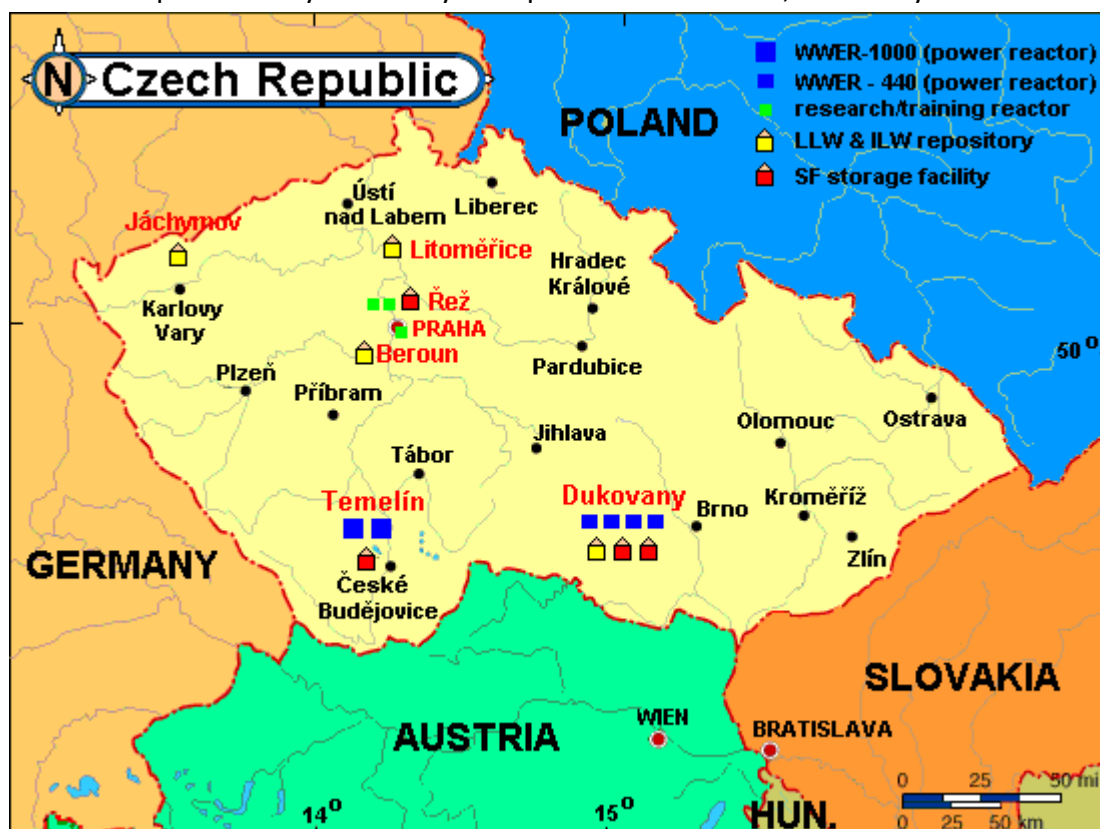 N Czech Republic
WWER-1000 (power reactor)
WWER - 440 (power reactor)
research/training reactor
LLW & ILW repository
SF storage facility
POLAND
Ústí
nad Labem
Liberec
Jáchymov
Litoměřice
Hradec
Králové
Karlovy
Vary
Řež
PRAHA
Beroun
Pardubice
50 o
Plzeň
Příbram
Ostrava
Olomouc
Jihlava
Tábor
Temelín
Dukovany
Brno
Kroměříž
Zlín
GERMANY
České
Budějovice
SLOVAKIA
AUSTRIA
WIEN
BRATISLAVA
0 25 50 mi
14 o
15 o
HUN.
0 25 50 km